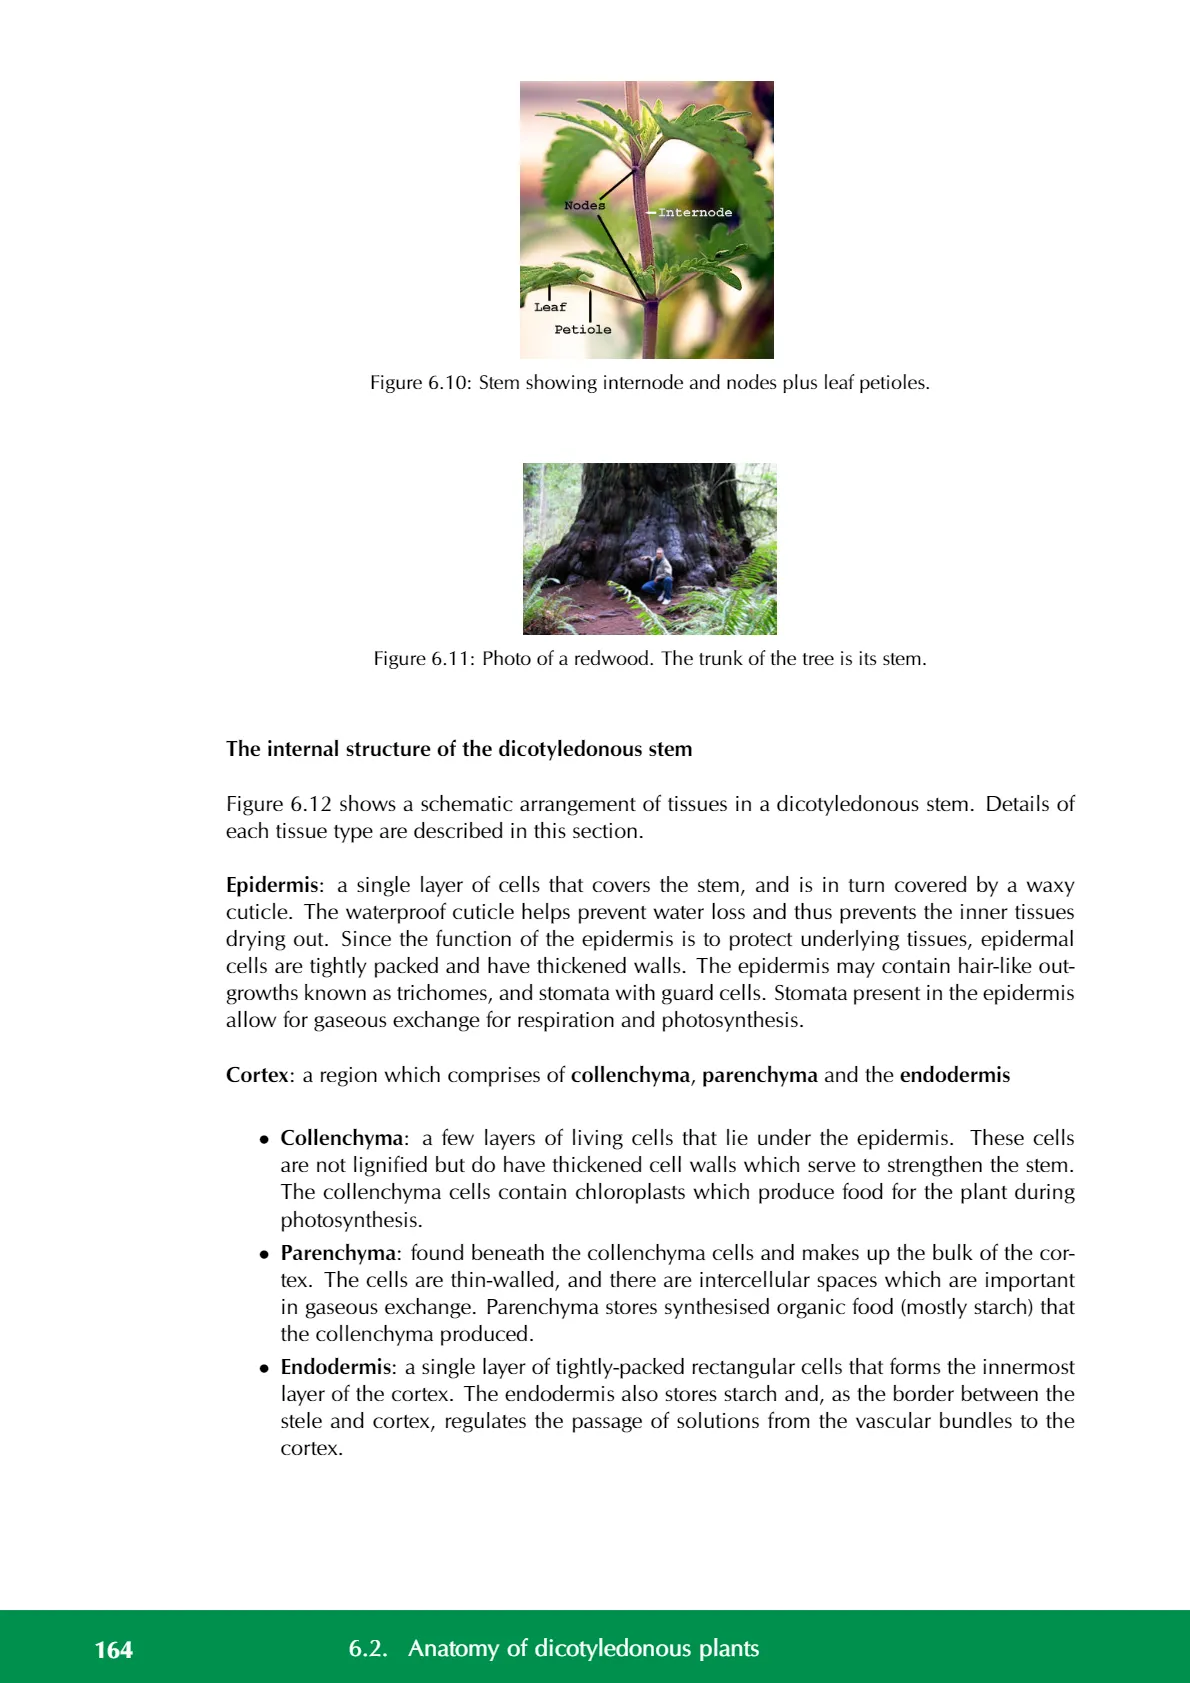 Nodes
Internode
Leaf
Petiole
Figure 6.10: Stem showing internode and nodes plus leaf petioles.
Figure 6.11: Photo of a redwood. The trunk of the tree is its stem.
The internal structure of the dicotyledonous stem
Figure 6.12 shows a schematic arrangement of tissues in a dicotyledonous stem. Details of
each tissue type are described in this section.
Epidermis: a single layer of cells that covers the stem, and is in turn covered by a waxy
cuticle. The waterproof cuticle helps prevent water loss and thus prevents the inner tissues
drying out. Since the function of the epidermis is to protect underlying tissues, epidermal
cells are tightly packed and have thickened walls. The epidermis may contain hair-like out-
growths known as trichomes, and stomata with guard cells. Stomata present in the epidermis
allow for gaseous exchange for respiration and photosynthesis.
Cortex: a region which comprises of collenchyma, parenchyma and the endodermis
• Collenchyma: a few layers of living cells that lie under the epidermis. These cells
are not lignified but do have thickened cell walls which serve to strengthen the stem.
The collenchyma cells contain chloroplasts which produce food for the plant during
photosynthesis.
• Parenchyma: found beneath the collenchyma cells and makes up the bulk of the cor-
tex. The cells are thin-walled, and there are intercellular spaces which are important
in gaseous exchange. Parenchyma stores synthesised organic food (mostly starch) that
the collenchyma produced.
• Endodermis: a single layer of tightly-packed rectangular cells that forms the innermost
layer of the cortex. The endodermis also stores starch and, as the border between the
stele and cortex, regulates the passage of solutions from the vascular bundles to the
cortex.
164 6.2. Anatomy of dicotyledonous plants